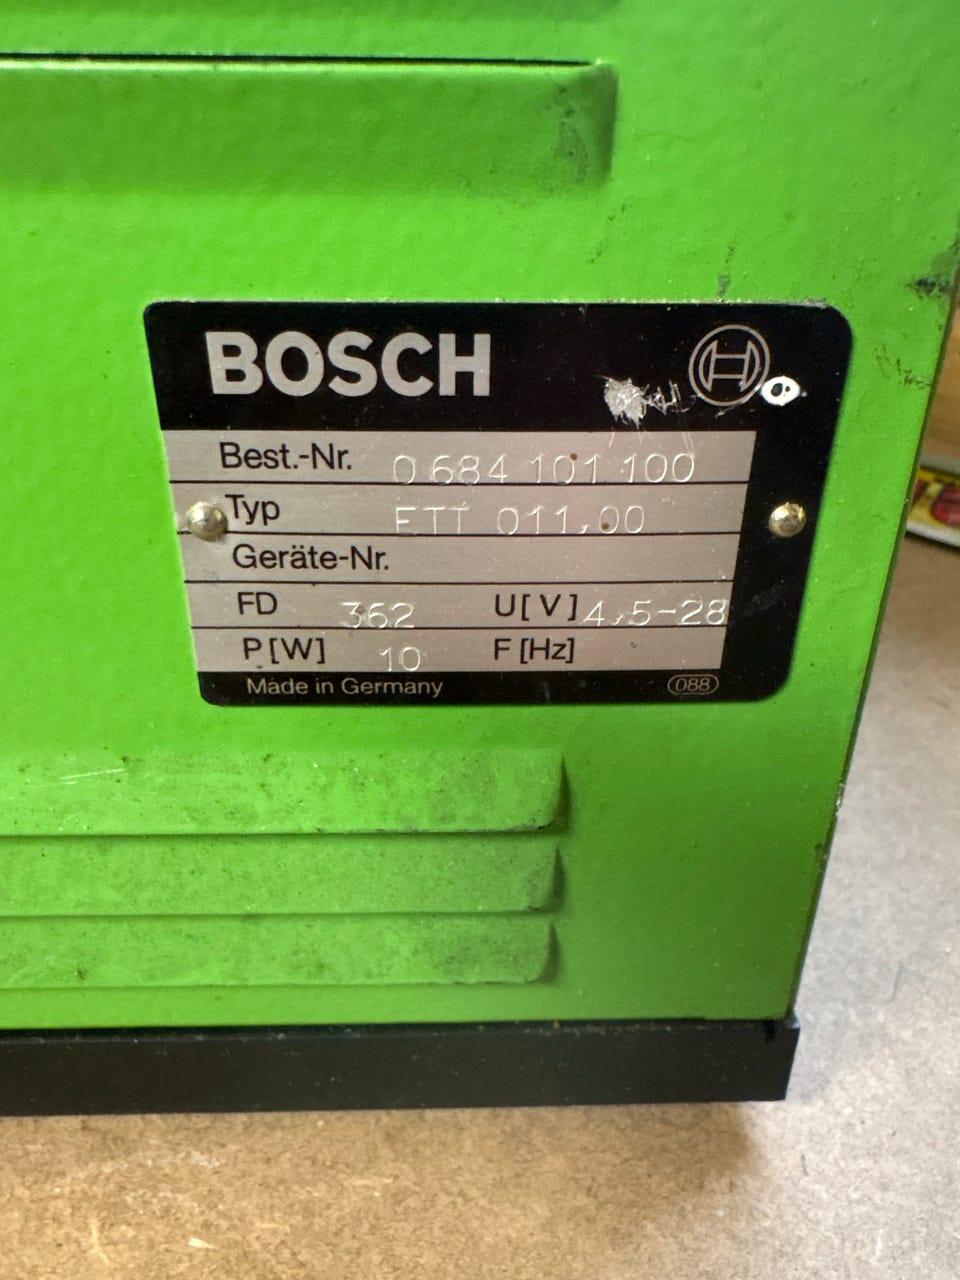 BOSCH
Best.-Nr. 0 684 101 100
Typ ETT 011,00
Geräte-Nr.
FD 362 U[V] 4,5-28
P[W] 10 F[Hz]
Made in Germany 088